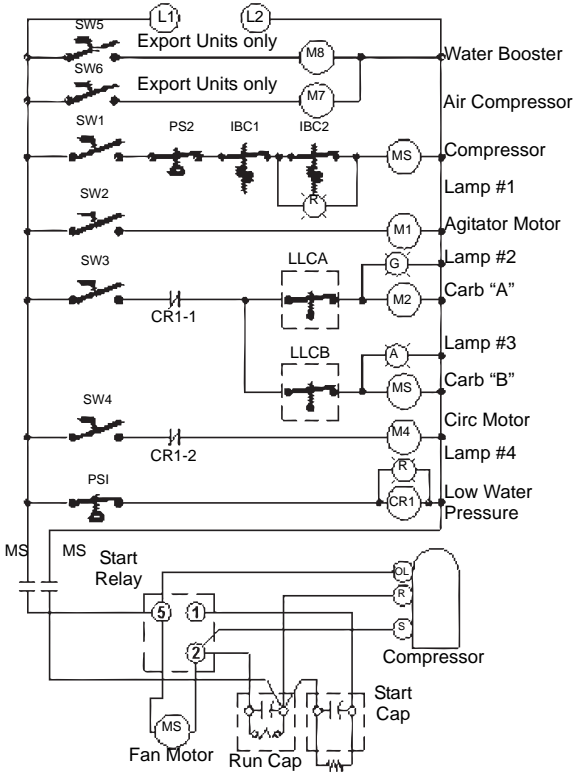 L1 L2
SW5
Export Units only
M8
Water Booster
SW6
Export Units only
M7
Air Compressor
SW1
PS2
IBC1
IBC2
MS
Compressor
R
Lamp #1
SW2
M1
Agitator Motor
SW3
LLCA
G
Lamp #2
M2
Carb "A"
CR1-1
LLCB
A
Lamp #3
MS
Carb "B"
SW4
M4
Circ Motor
CR1-2
Lamp #4
R
PSI
CR1
Low Water
Pressure
MS MS
Start
Relay
OL
R
5 1
S
2
Compressor
Start
Cap
MS
Fan Motor
Run Cap